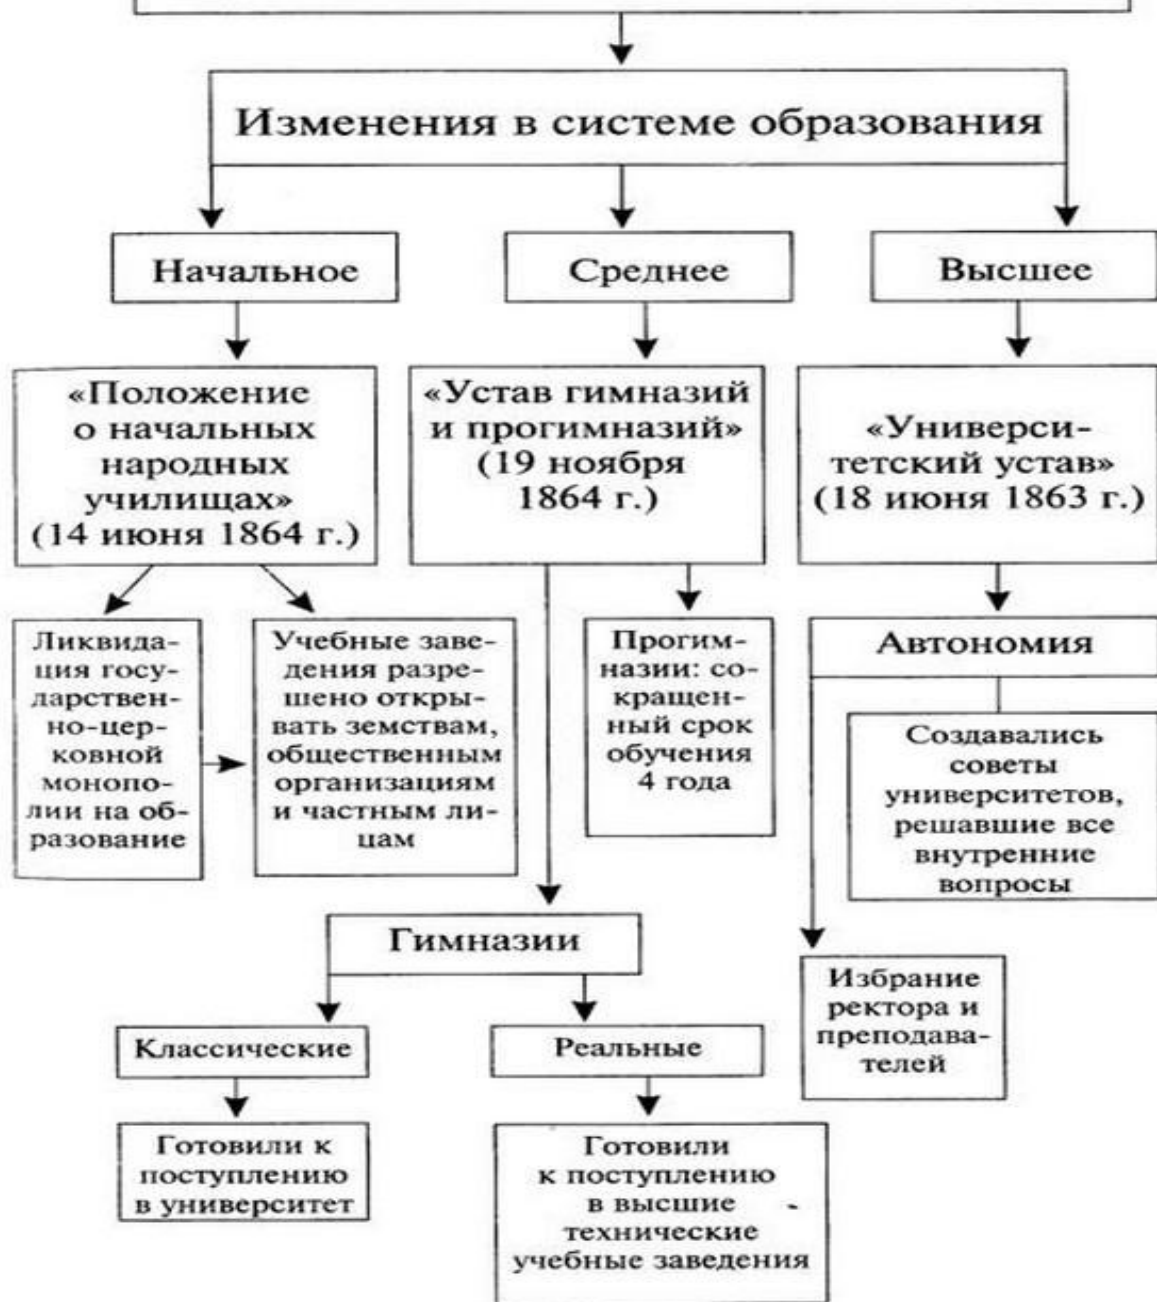 Изменения в системе образования
Начальное
Среднее
Высшее
«Положение
о начальных
народных
училищах»
(14 июня 1864 г.)
«Устав гимназий
и прогимназий»
(19 ноября
1864 г.)
«Универси-
тетский устав»
(18 июня 1863 г.)
Ликвида-
ция госу-
дарствен-
но-цер-
ковной
монопо-
лии на об-
разование
Учебные заве-
дения разре-
шено откры-
вать земствам,
общественным
организациям
и частным ли-
цам
Прогим-
назии: со-
кращен-
ный срок
обучения
4 года
Автономия
Создавались
советы
университетов,
решавшие все
внутренние
вопросы
Избрание
ректора и
преподава-
телей
Гимназии
Классические
Реальные
Готовили к
поступлению
в университет
Готовили
к поступлению
в высшие
технические
учебные заведения